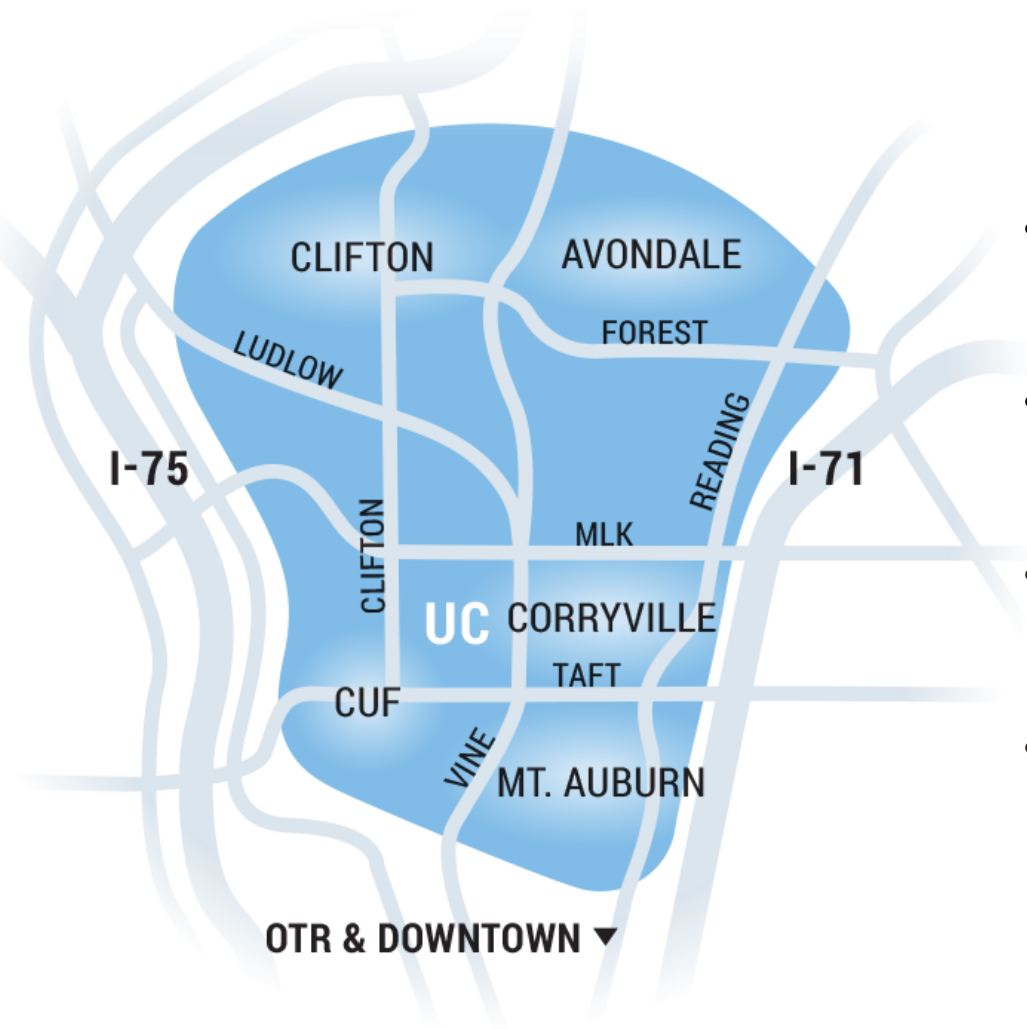 CLIFTON
AVONDALE
FOREST
LUDLOW
READING
I-75
I-71
CLIFTON
MLK
UC
CORRYVILLE
TAFT
CUF
VINE
MT. AUBURN
OTR & DOWNTOWN ▼